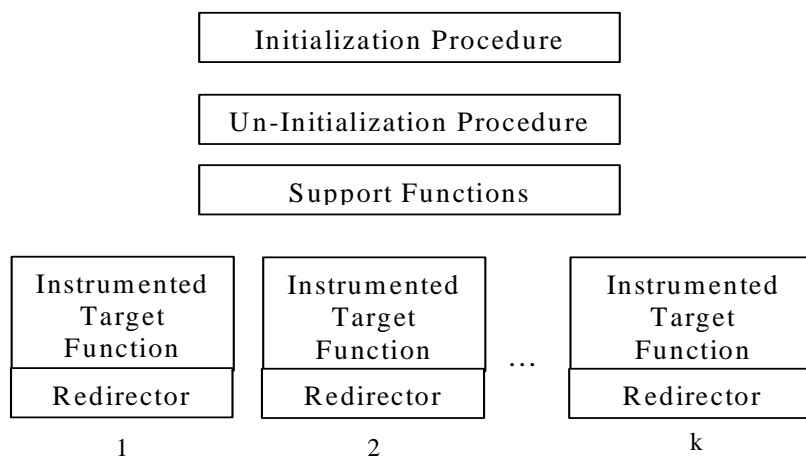 Initialization Procedure
Un-Initialization Procedure
Support Functions
Instrumented
Target
Function
Redirector
1
Instrumented
Target
Function
Redirector
2
...
Instrumented
Target
Function
Redirector
k